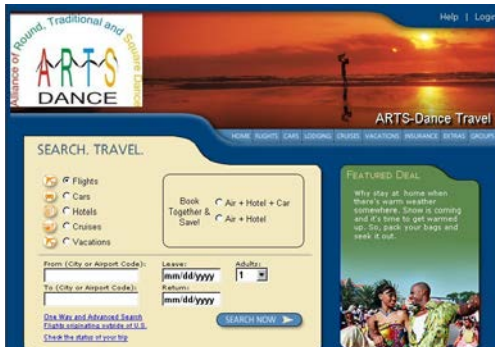 Help | Login
Alliance of Round, Traditional and Square Dance
ARTS
DANCE
ARTS-Dance Travel
HOME FLIGHTS CARS LODGING CRUISES VACATIONS INSURANCE EXTRAS GROUPS
SEARCH. TRAVEL.
Flights
Cars
Hotels
Cruises
Vacations
Book
Together &
Save!
Air + Hotel + Car
Air + Hotel
From (City or Airport Code):
Leave:
Adults:
mm/dd/yyyy
1
To (City or Airport Code):
Return:
mm/dd/yyyy
One Way and Advanced Search
Flights originating outside of U.S.
Check the status of your trip
SEARCH NOW
FEATURED DEAL
Why stay at home when
there's warm weather
somewhere. Snow is coming
and it's time to get warmed
up. So, pack your bags and
seek it out.